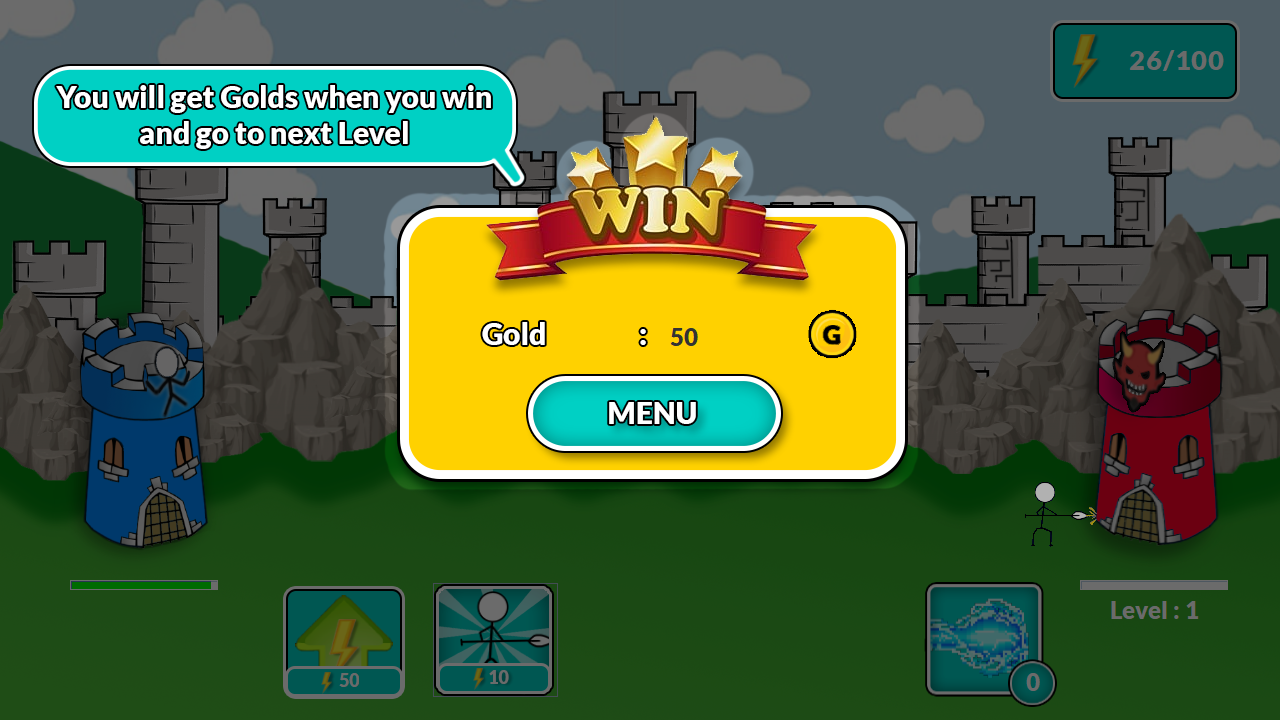 26/100
You will get Golds when you win
and go to next Level
WIN
Gold : 50 G
MENU
Level : 1
50
10
0